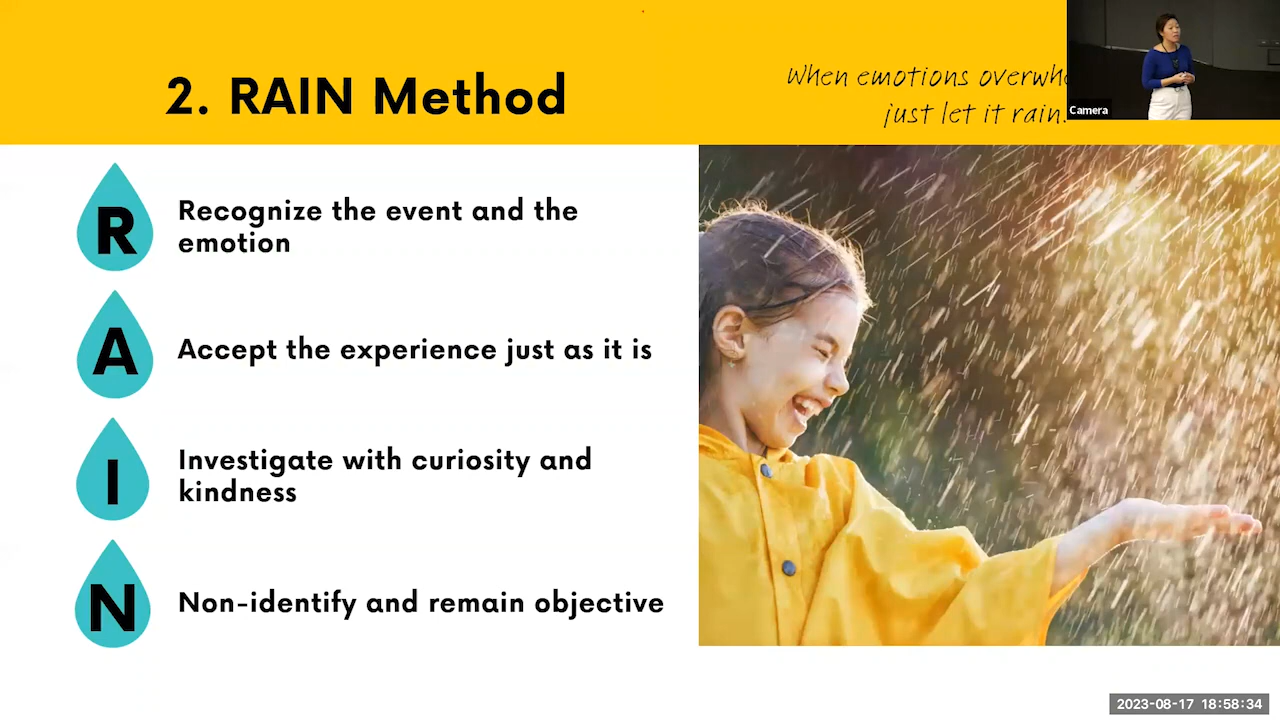 2. RAIN Method
When emotions
just let it rain.
Camera
R
Recognize the event and the
emotion
A
Accept the experience just as it is
I
Investigate with curiosity and
kindness
N
Non-identify and remain objective
2023-08-17 18:58:34